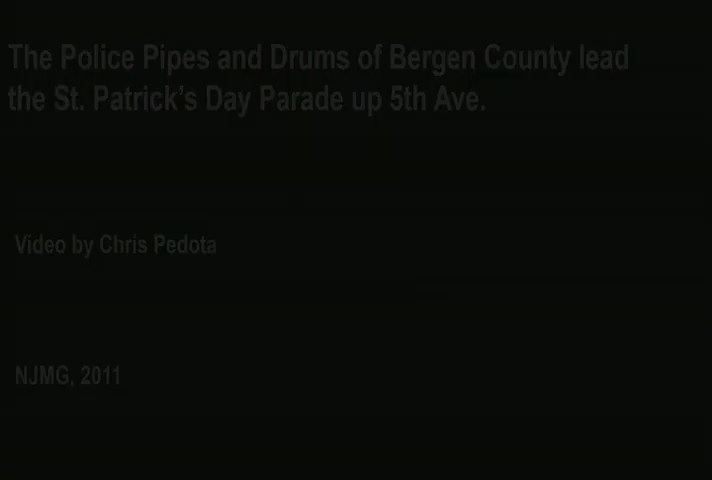 The Police Pipes and Drums of Bergen County lead
the St. Patrick's Day Parade up 5th Ave.
Video by Chris Pedota
NJMG, 2011